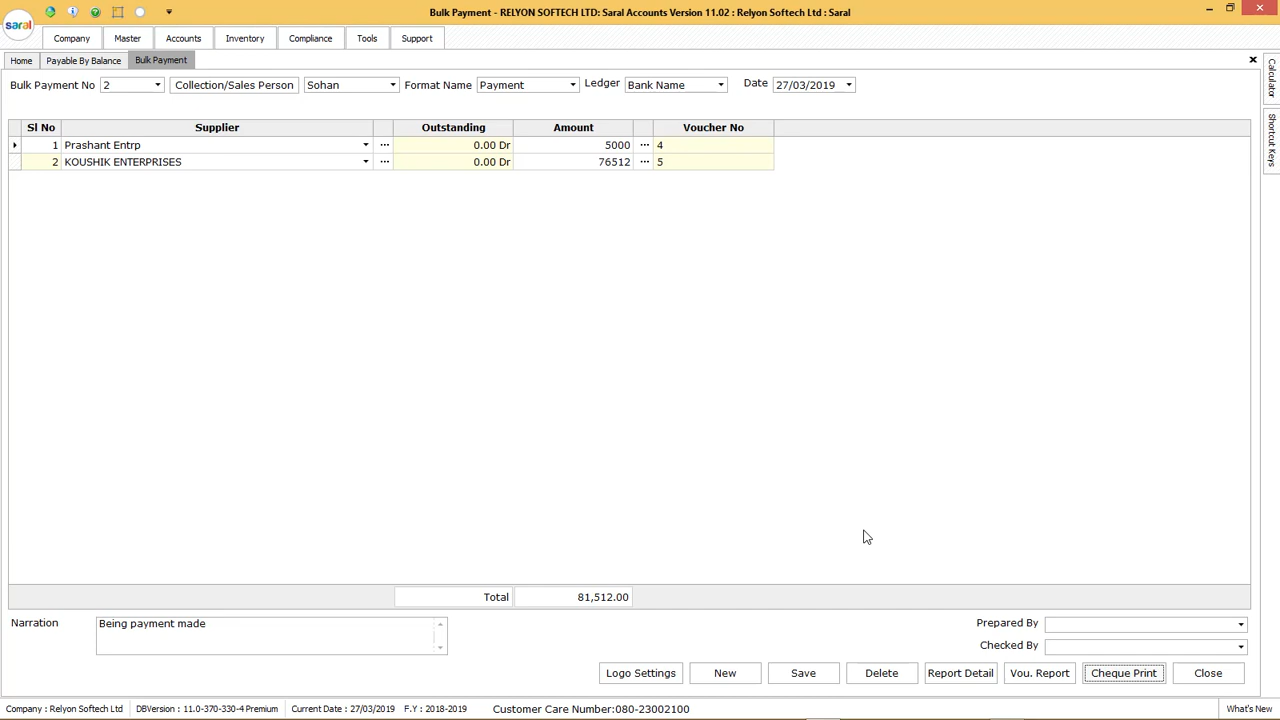 Bulk Payment - RELYON SOFTECH LTD: Saral Accounts Version 11.02 : Relyon Softech Ltd : Saral
saral
Company Master Accounts Inventory Compliance Tools Support
Home Payable By Balance Bulk Payment
Bulk Payment No 2 Collection/Sales Person Sohan Format Name Payment Ledger Bank Name Date 27/03/2019
Calculator
Shortcut Keys
Sl No Supplier Outstanding Amount Voucher No
1 Prashant Entrp ... 0.00 Dr 5000 ... 4
2 KOUSHIK ENTERPRISES ... 0.00 Dr 76512 ... 5
Total 81,512.00
Narration Being payment made Prepared By
Checked By
Logo Settings New Save Delete Report Detail Vou. Report Cheque Print Close
Company : Relyon Softech Ltd DBVersion : 11.0-370-330-4 Premium Current Date : 27/03/2019 F.Y : 2018-2019 Customer Care Number:080-23002100 What's New